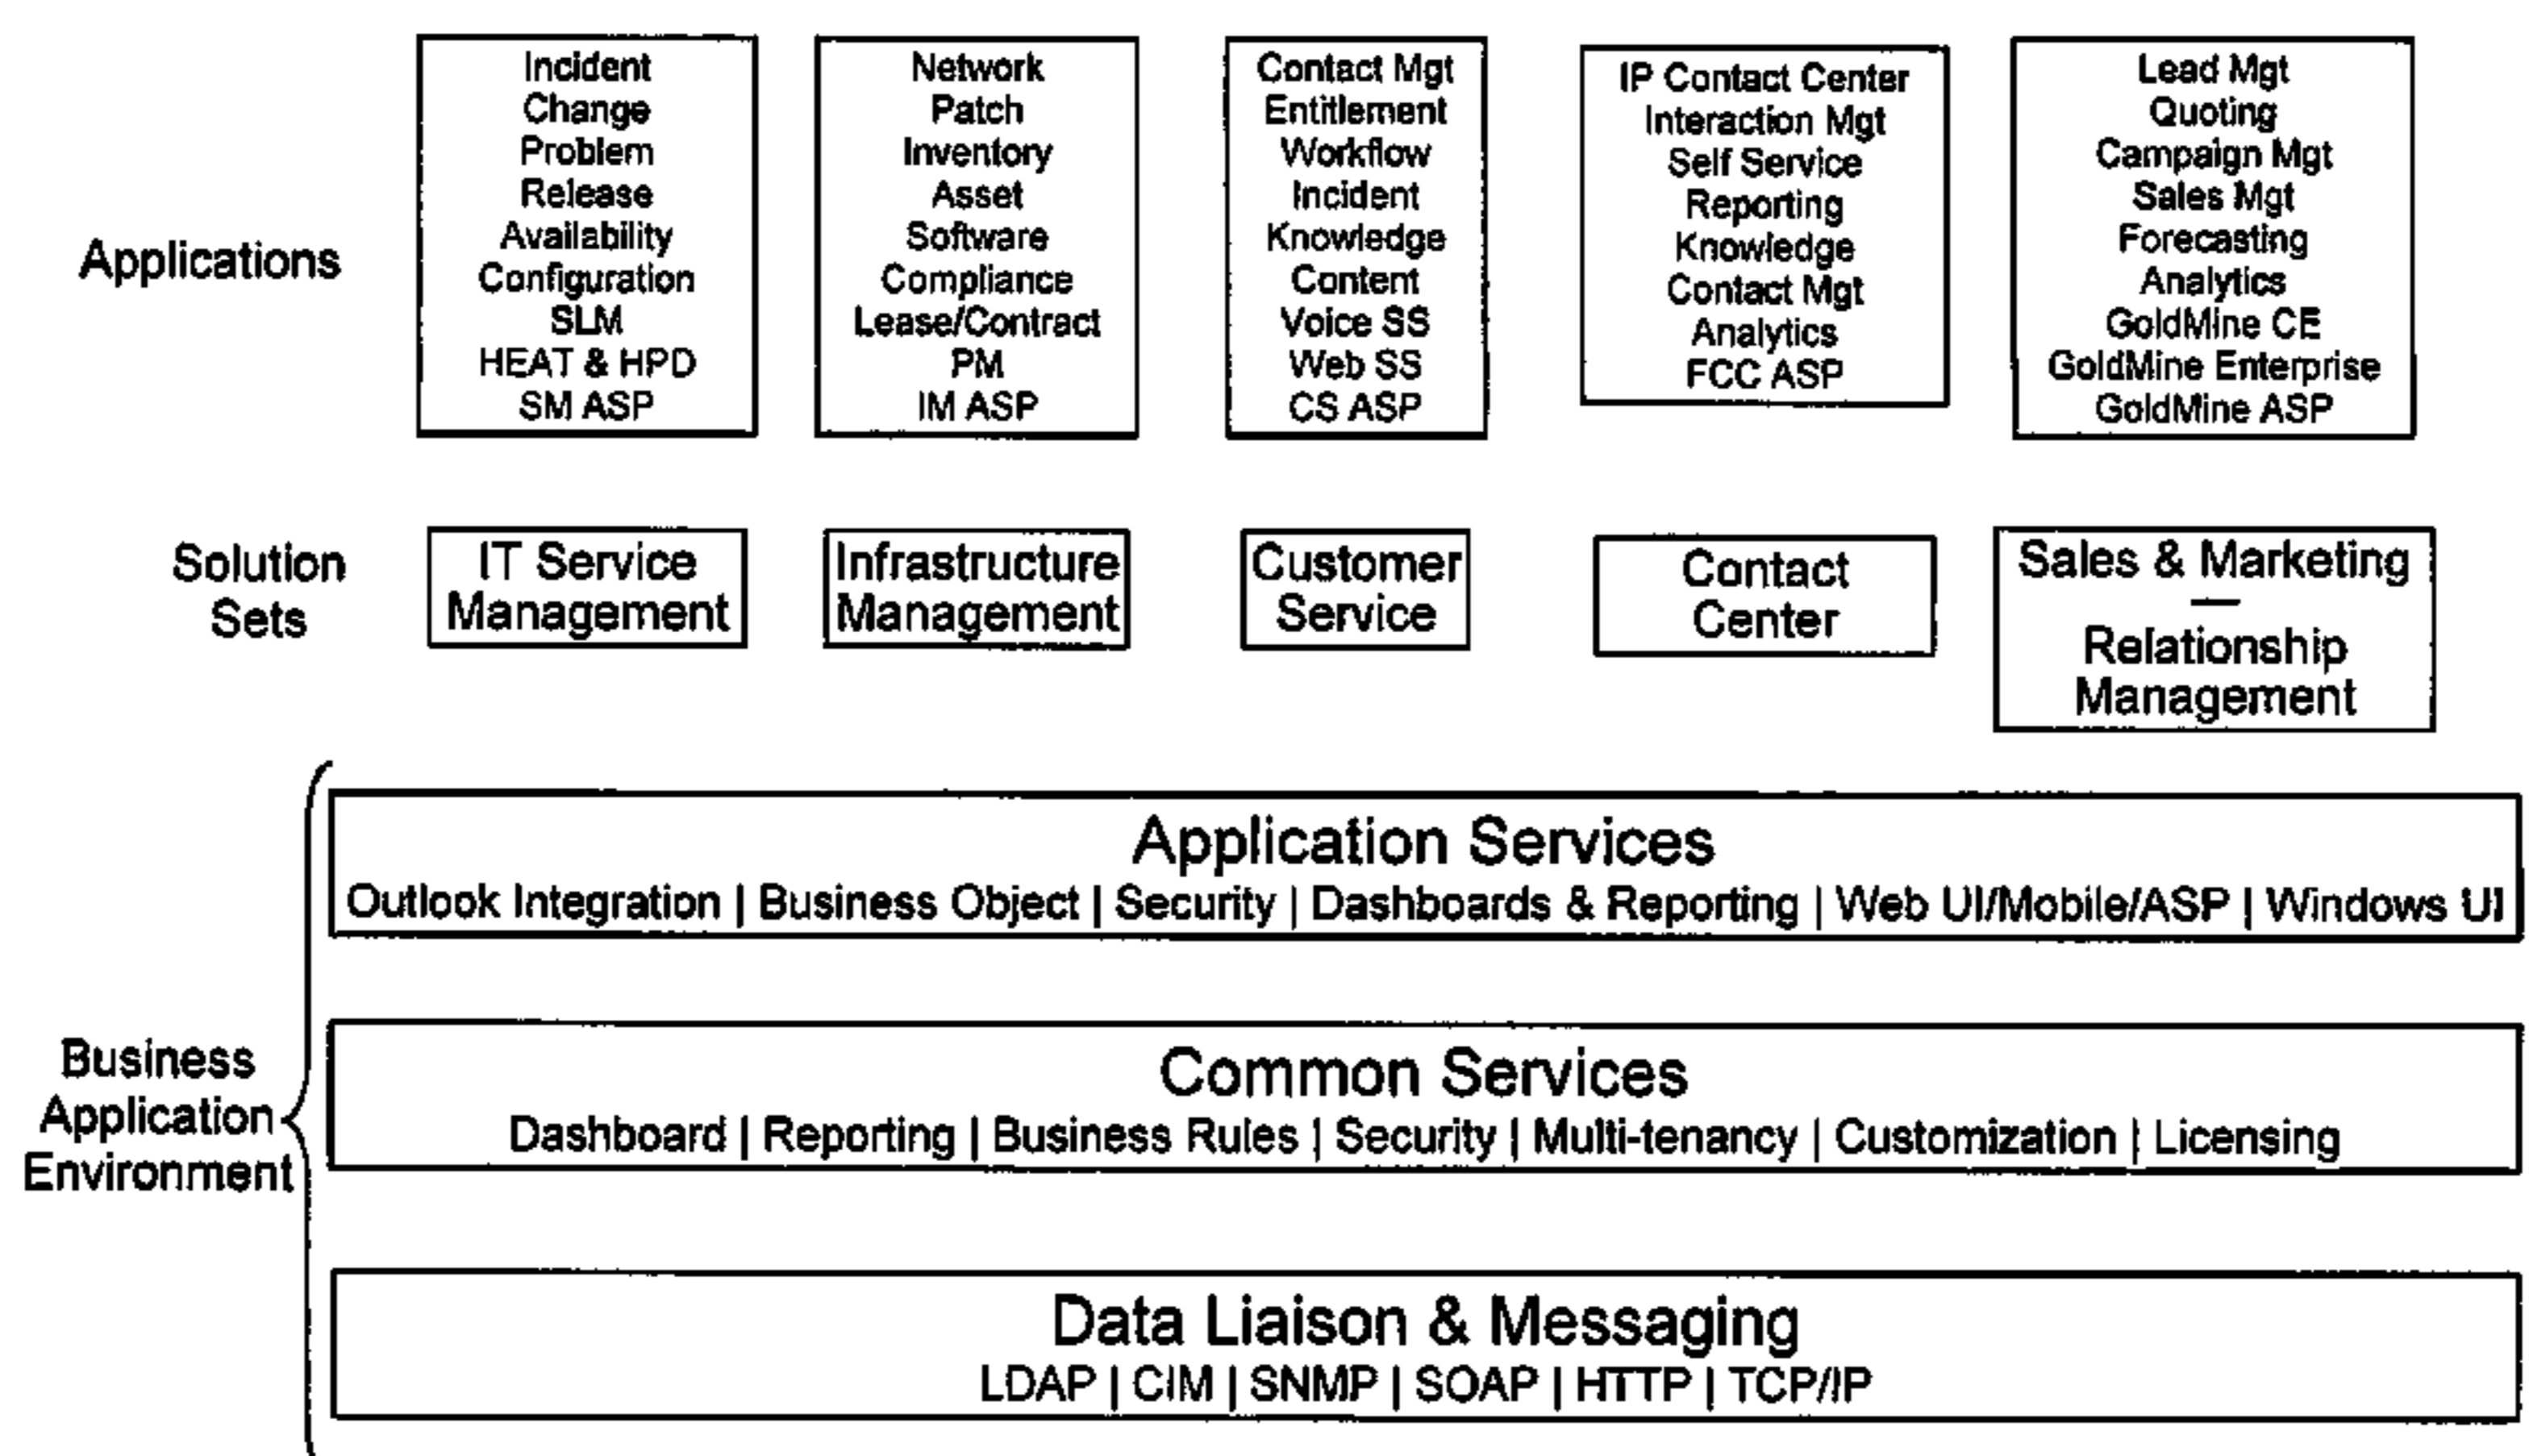 Applications
Incident
Change
Problem
Release
Availability
Configuration
SLM
HEAT & HPD
SM ASP
Network
Patch
Inventory
Asset
Software
Compliance
Lease/Contract
PM
IM ASP
Contact Mgt
Entitlement
Workflow
Incident
Knowledge
Content
Voice SS
Web SS
CS ASP
IP Contact Center
Interaction Mgt
Self Service
Reporting
Knowledge
Contact Mgt
Analytics
FCC ASP
Lead Mgt
Quoting
Campaign Mgt
Sales Mgt
Forecasting
Analytics
GoldMine CE
GoldMine Enterprise
GoldMine ASP
Solution
Sets
IT Service
Management
Infrastructure
Management
Customer
Service
Contact
Center
Sales & Marketing
—
Relationship
Management
Business
Application
Environment
Application Services
Outlook Integration | Business Object | Security | Dashboards & Reporting | Web UI/Mobile/ASP | Windows UI
Common Services
Dashboard | Reporting | Business Rules | Security | Multi-tenancy | Customization | Licensing
Data Liaison & Messaging
LDAP | CIM | SNMP | SOAP | HTTP | TCP/IP